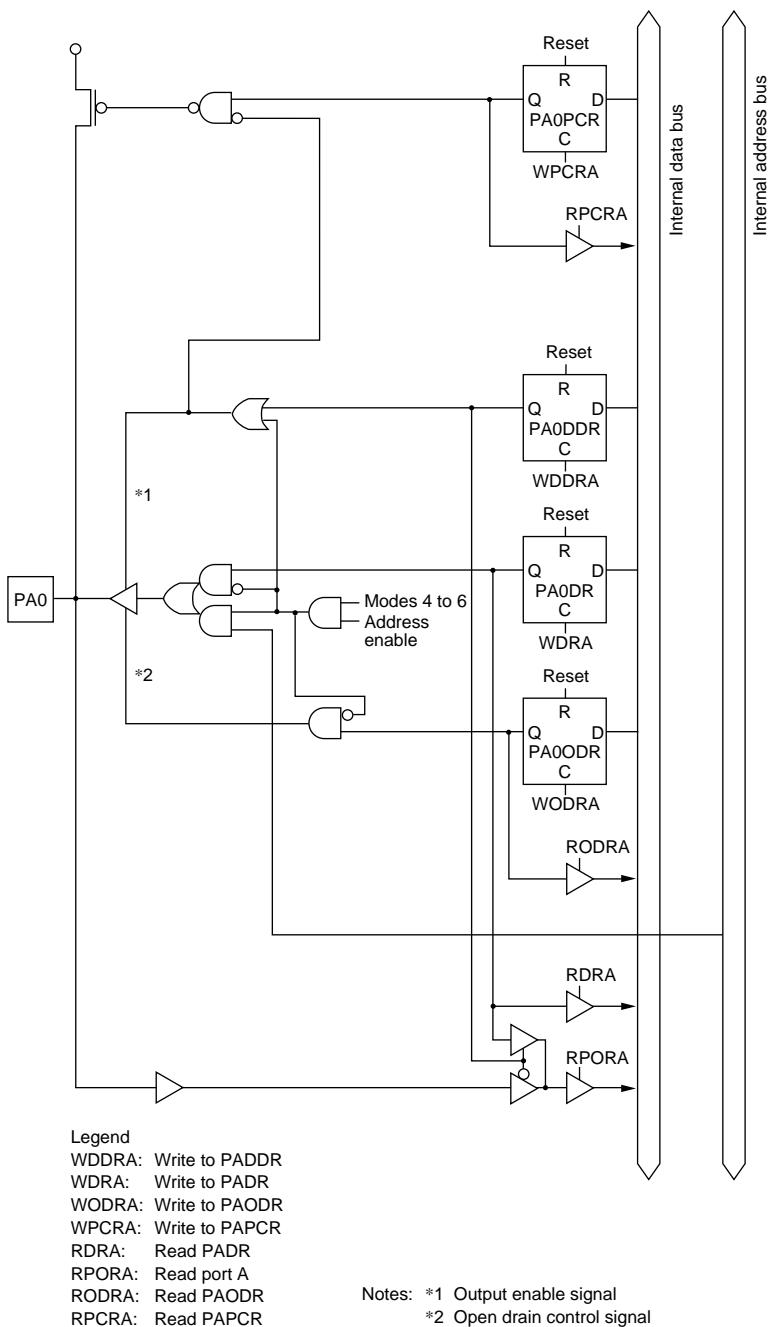 Reset
R
Q D
PA0PCR
C
WPCRA
RPCRA
Internal data bus
Internal address bus
Reset
R
Q D
PA0DDR
C
WDDRA
*1
Reset
R
Q D
PA0DR
C
WDRA
PA0
Modes 4 to 6
Address
enable
*2
Reset
R
Q D
PA0ODR
C
WODRA
RODRA
RDRA
RPORA
Legend
WDDRA: Write to PADDR
WDRA: Write to PADR
WODRA: Write to PAODR
WPCRA: Write to PAPCR
RDRA: Read PADR
RPORA: Read port A
RODRA: Read PAODR
RPCRA: Read PAPCR
Notes: *1 Output enable signal
*2 Open drain control signal